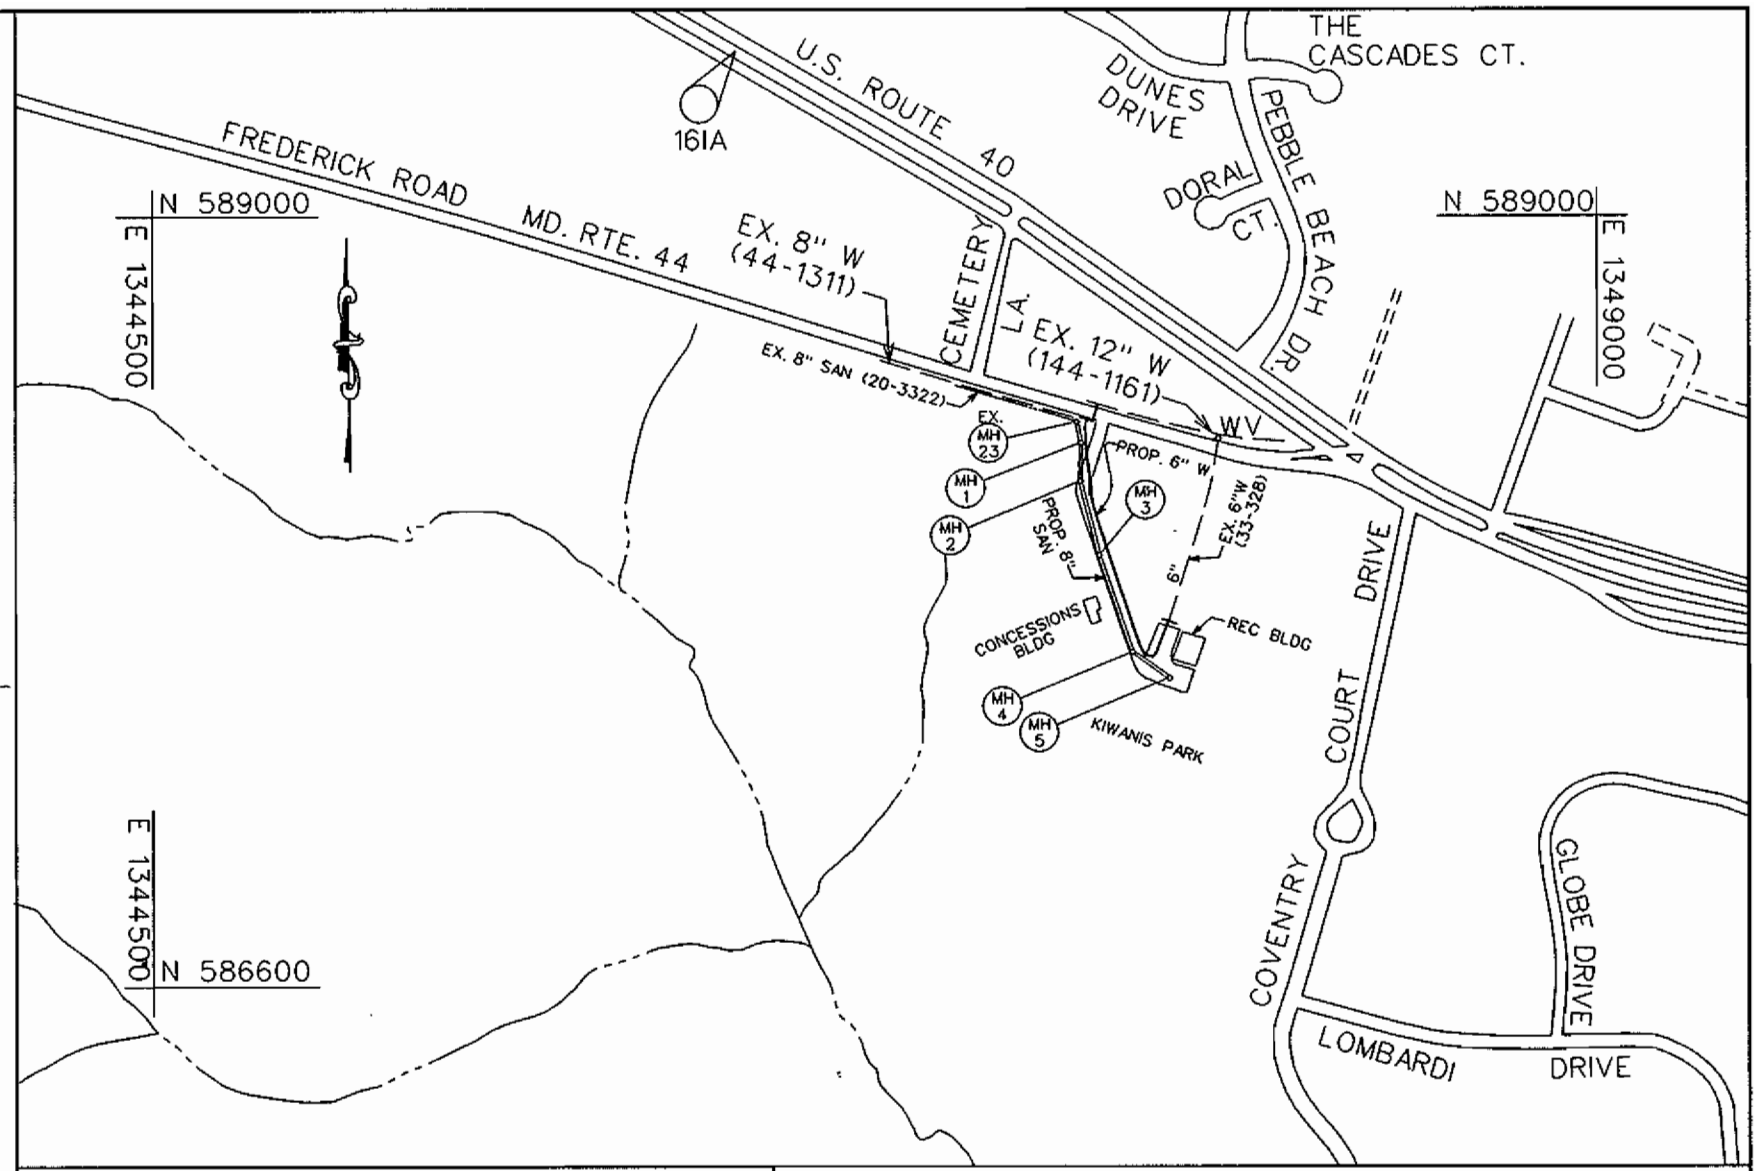 THE
CASCADES CT.
U.S. ROUTE 40
DUNES
DRIVE
PEBBLE BEACH DR.
161A
FREDERICK ROAD
MD. RTE. 44
DORAL
CT.
N 589000
E 1344500
N 589000
E 1349000
EX. 8" W
(44-1311)
CEMETERY
LA.
EX. 12" W
(144-1161)
EX. 8" SAN (20-3322)
WV
EX.
MH
23
PROP. 6" W
MH
1
MH
3
MH
2
PROP. 8"
SAN
EX. 6"W
(33-328)
6"
CONCESSIONS
BLDG
REC BLDG
MH
4
MH
5
KIWANIS PARK
COVENTRY COURT DRIVE
E 1344500
N 586600
GLOBE DRIVE
LOMBARDI DRIVE